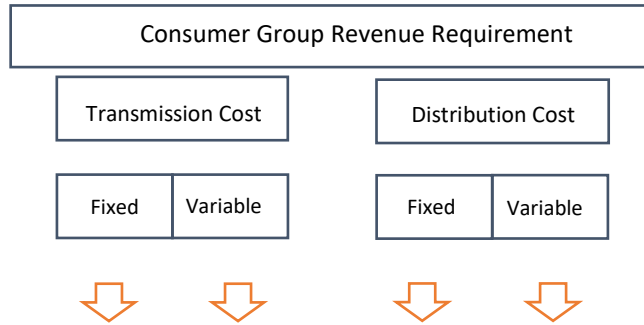 Consumer Group Revenue Requirement
Transmission Cost
Distribution Cost
Fixed
Variable
Fixed
Variable